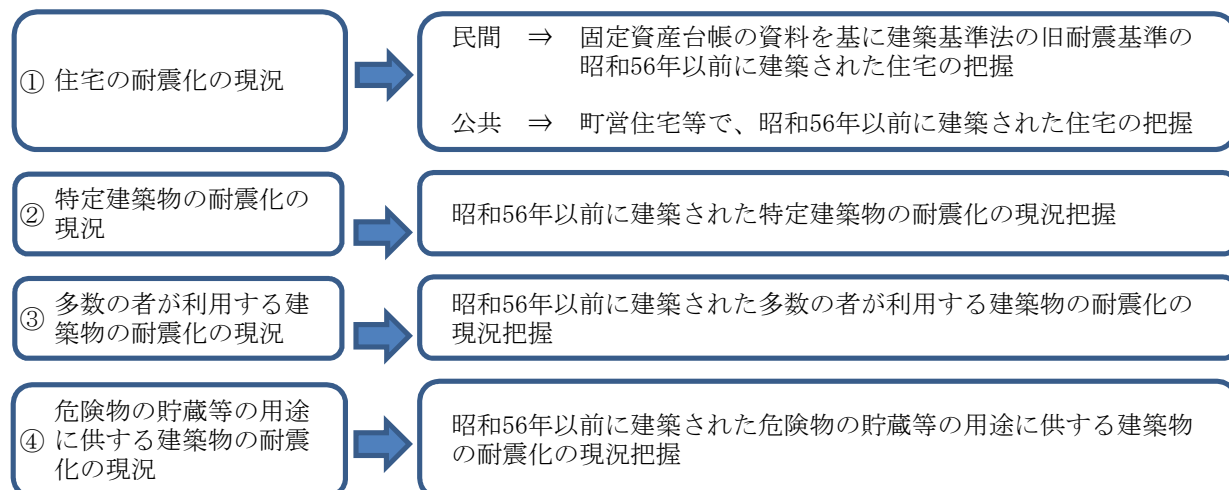 ① 住宅の耐震化の現況
民間 ⇒ 固定資産台帳の資料を基に建築基準法の旧耐震基準の
昭和56年以前に建築された住宅の把握
公共 ⇒ 町営住宅等で、昭和56年以前に建築された住宅の把握
② 特定建築物の耐震化の
現況
昭和56年以前に建築された特定建築物の耐震化の現況把握
③ 多数の者が利用する建
築物の耐震化の現況
昭和56年以前に建築された多数の者が利用する建築物の耐震化の
現況把握
④ 危険物の貯蔵等の用途
に供する建築物の耐震
化の現況
昭和56年以前に建築された危険物の貯蔵等の用途に供する建築物
の耐震化の現況把握